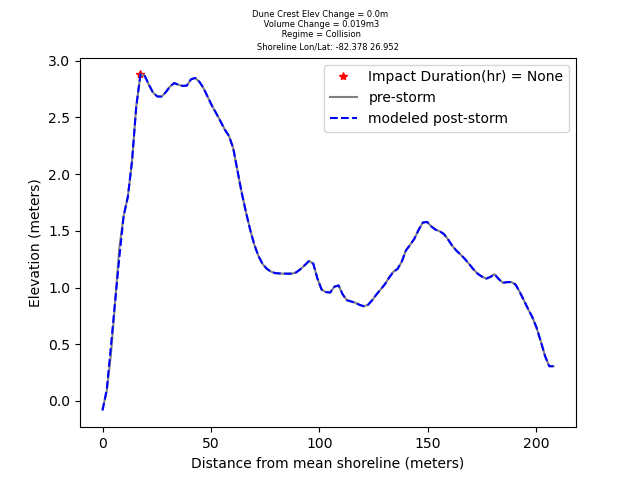 Dune Crest Elev Change = 0.0m
Volume Change = 0.019m3
Regime = Collision
Shoreline Lon/Lat: -82.378 26.952
Impact Duration(hr) = None
pre-storm
modeled post-storm
Elevation (meters)
3.0
2.5
2.0
1.5
1.0
0.5
0.0
0
50
100
150
200
Distance from mean shoreline (meters)